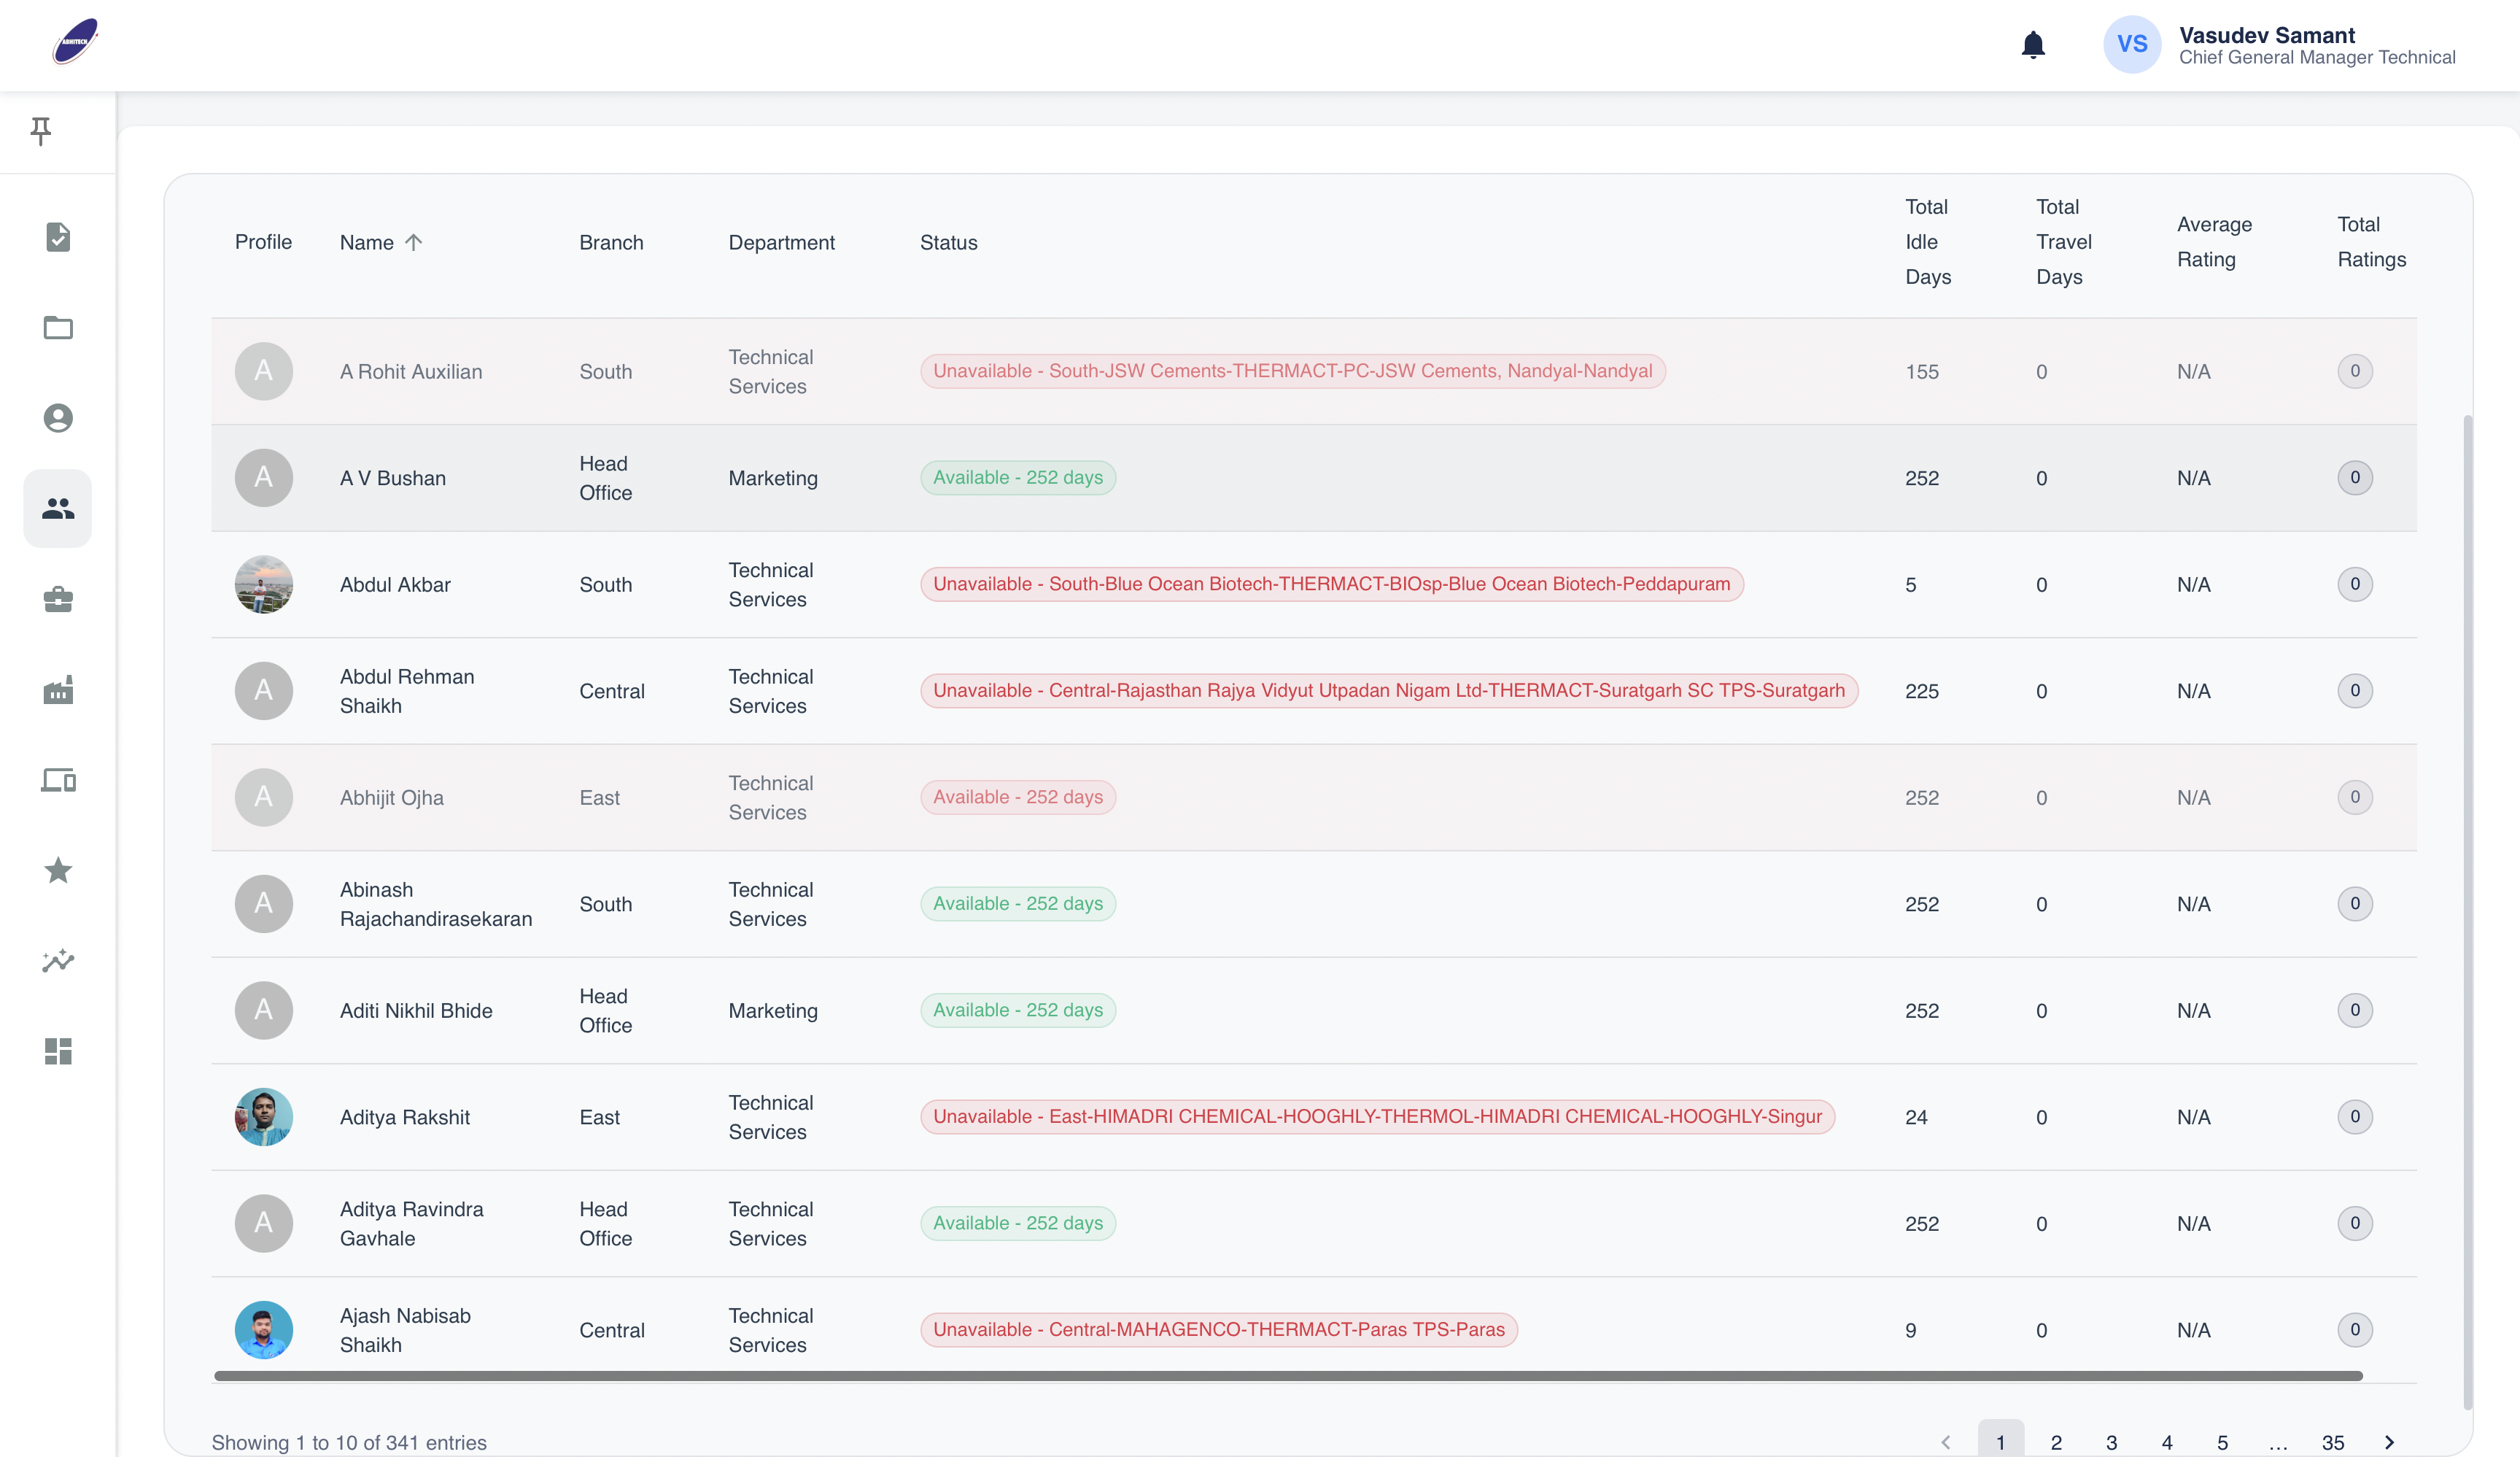 ABHITECH
VS
Vasudev Samant
Chief General Manager Technical
Profile
Name
Branch
Department
Status
Total
Idle
Days
Total
Travel
Days
Average
Rating
Total
Ratings
A
A Rohit Auxilian
South
Technical
Services
Unavailable - South-JSW Cements-THERMACT-PC-JSW Cements, Nandyal-Nandyal
155
0
N/A
0
A
A V Bushan
Head
Office
Marketing
Available - 252 days
252
0
N/A
0
Abdul Akbar
South
Technical
Services
Unavailable - South-Blue Ocean Biotech-THERMACT-BIOsp-Blue Ocean Biotech-Peddapuram
5
0
N/A
0
A
Abdul Rehman
Shaikh
Central
Technical
Services
Unavailable - Central-Rajasthan Rajya Vidyut Utpadan Nigam Ltd-THERMACT-Suratgarh SC TPS-Suratgarh
225
0
N/A
0
A
Abhijit Ojha
East
Technical
Services
Available - 252 days
252
0
N/A
0
A
Abinash
Rajachandirasekaran
South
Technical
Services
Available - 252 days
252
0
N/A
0
A
Aditi Nikhil Bhide
Head
Office
Marketing
Available - 252 days
252
0
N/A
0
Aditya Rakshit
East
Technical
Services
Unavailable - East-HIMADRI CHEMICAL-HOOGHLY-THERMOL-HIMADRI CHEMICAL-HOOGHLY-Singur
24
0
N/A
0
A
Aditya Ravindra
Gavhale
Head
Office
Technical
Services
Available - 252 days
252
0
N/A
0
Ajash Nabisab
Shaikh
Central
Technical
Services
Unavailable - Central-MAHAGENCO-THERMACT-Paras TPS-Paras
9
0
N/A
0
Showing 1 to 10 of 341 entries
1 2 3 4 5 ... 35